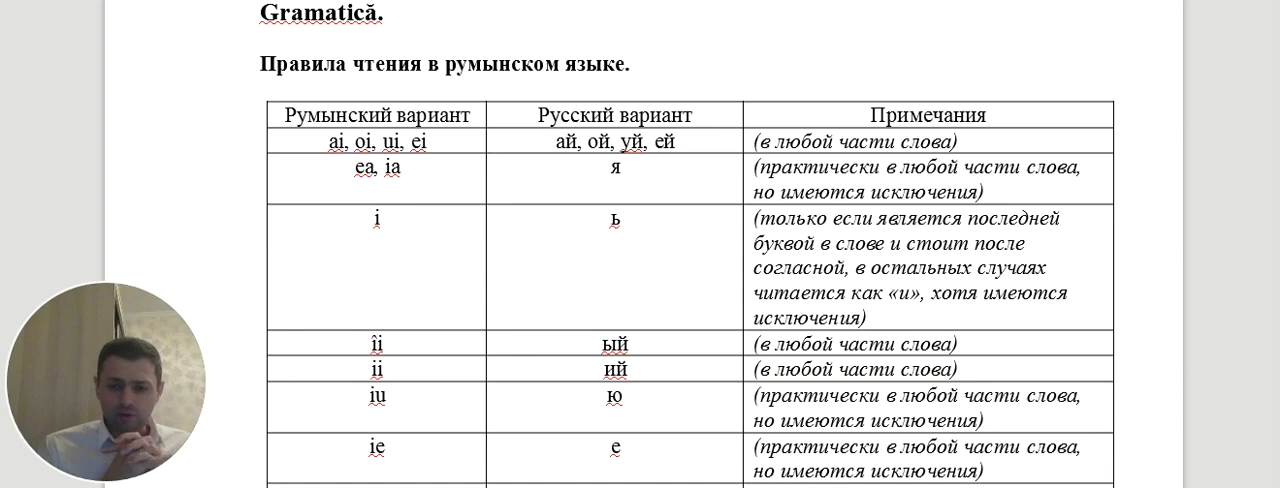 Gramatică.
Правила чтения в румынском языке.
Румынский вариант Русский вариант Примечания
ai, oi, ui, ei ай, ой, уй, ей (в любой части слова)
ea, ia я (практически в любой части слова,
но имеются исключения)
i ь (только если является последней
буквой в слове и стоит после
согласной, в остальных случаях
читается как «и», хотя имеются
исключения)
îi ый (в любой части слова)
ii ий (в любой части слова)
iu ю (практически в любой части слова,
но имеются исключения)
ie е (практически в любой части слова,
но имеются исключения)